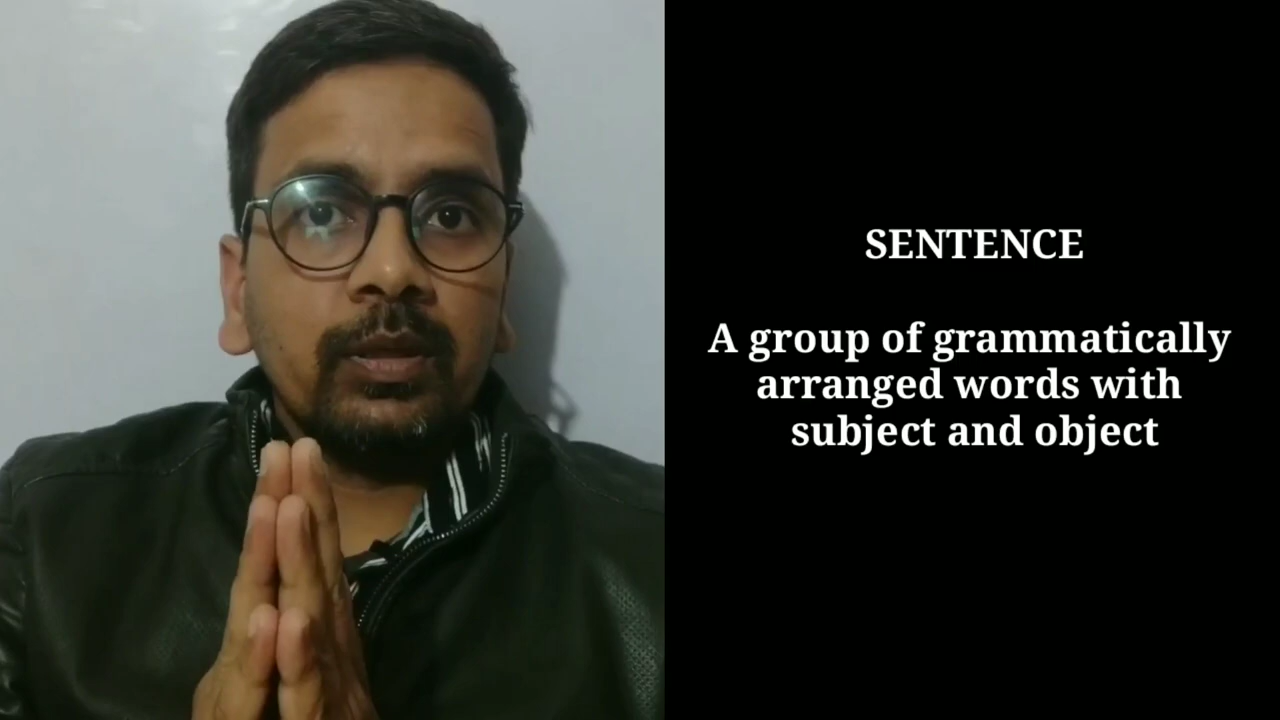 SENTENCE
A group of grammatically
arranged words with
subject and object